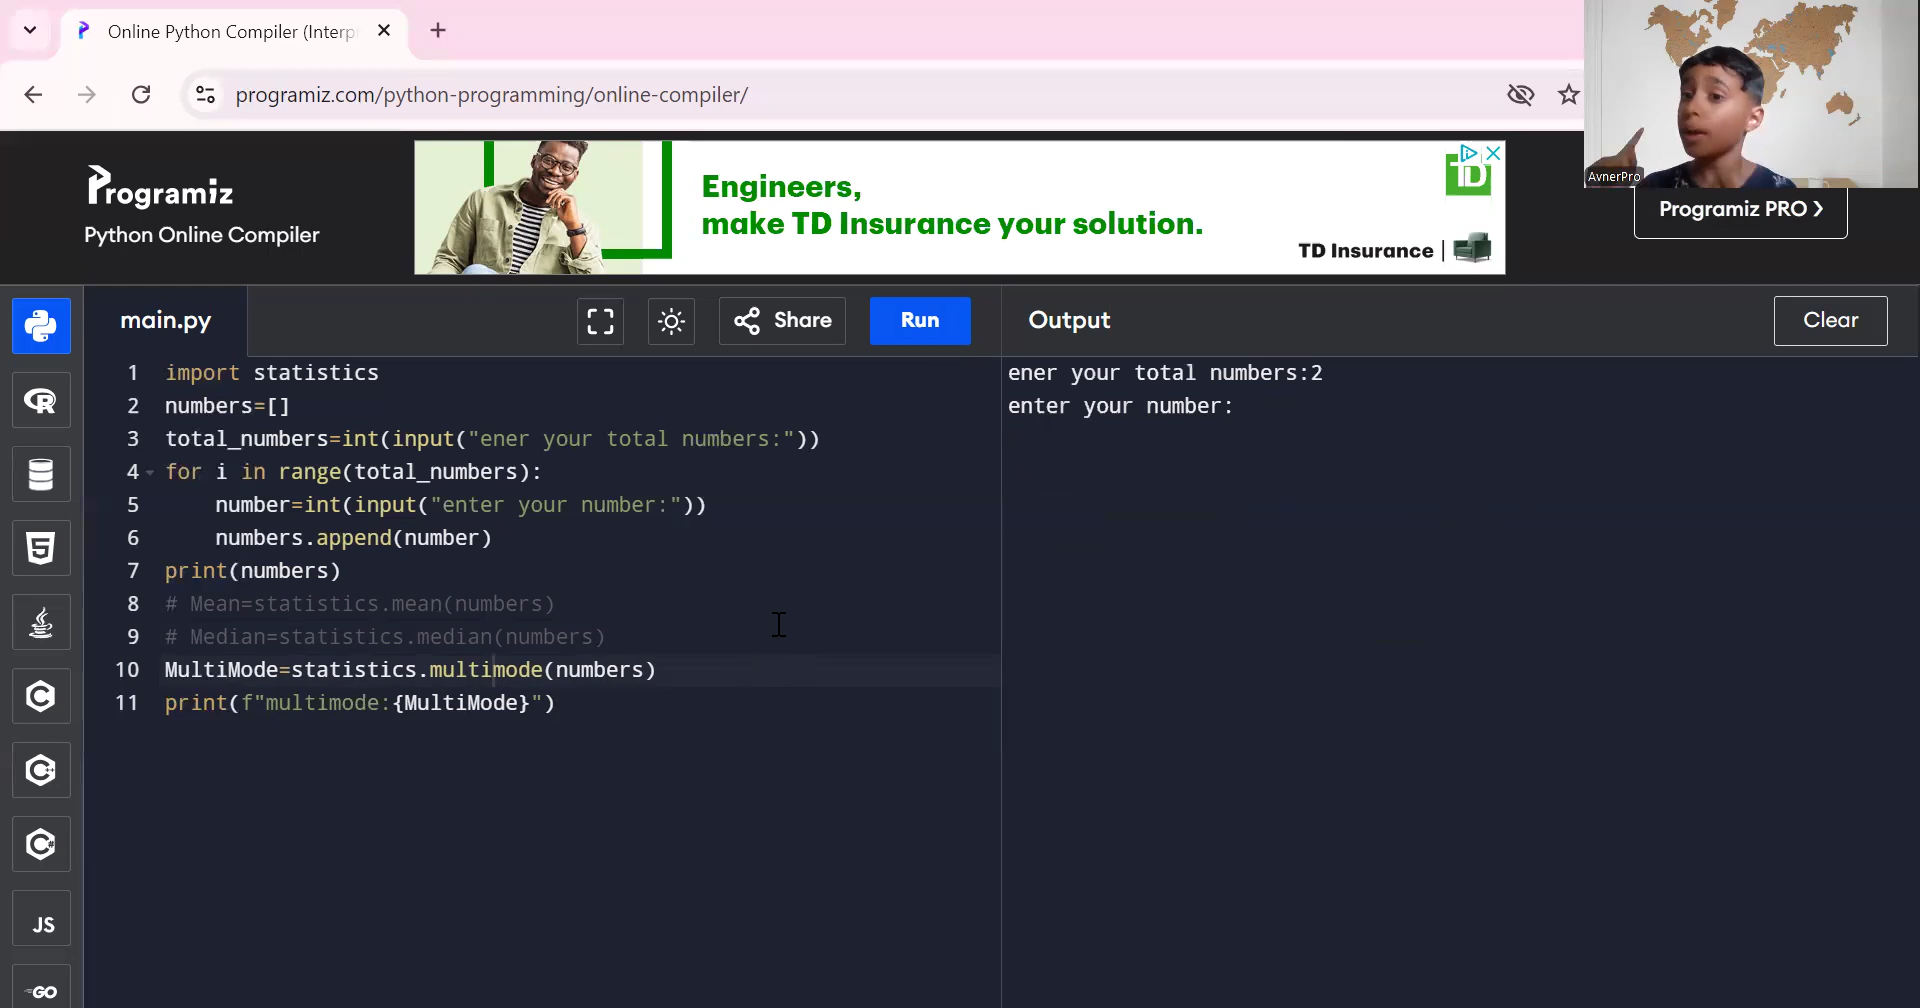 Online Python Compiler (Interp
programiz.com/python-programming/online-compiler/
AvnerPro
Programiz
Python Online Compiler
Engineers,
make TD Insurance your solution.
TD
TD Insurance
Programiz PRO ❯
main.py
Share
Run
Output
Clear
1 import statistics
2 numbers=[]
3 total_numbers=int(input("ener your total numbers:"))
4 for i in range(total_numbers):
5     number=int(input("enter your number:"))
6     numbers.append(number)
7 print(numbers)
8 # Mean=statistics.mean(numbers)
9 # Median=statistics.median(numbers)
10 MultiMode=statistics.multimode(numbers)
11 print(f"multimode:{MultiMode}")
ener your total numbers:2
enter your number:
R
5
C
C++
C#
JS
GO